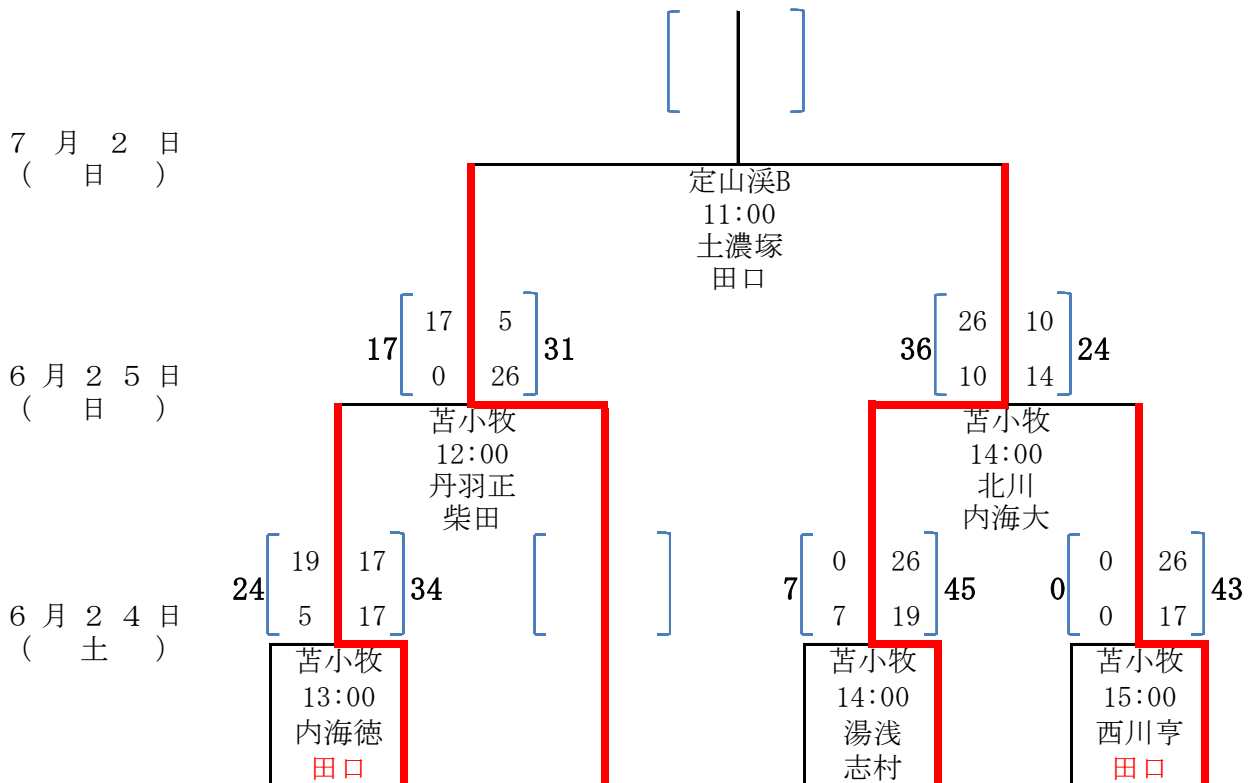 ７月２日
(日)
定山渓B
11:00
土濃塚
田口
17 5
17 31
0 26
26 10
36 24
10 14
６月２５日
(日)
苫小牧
12:00
丹羽正
柴田
苫小牧
14:00
北川
内海大
19 17
24 34
5 17
0 26
7 45
7 19
0 26
0 43
0 17
６月２４日
(土)
苫小牧
13:00
内海徳
田口
苫小牧
14:00
湯浅
志村
苫小牧
15:00
西川亨
田口